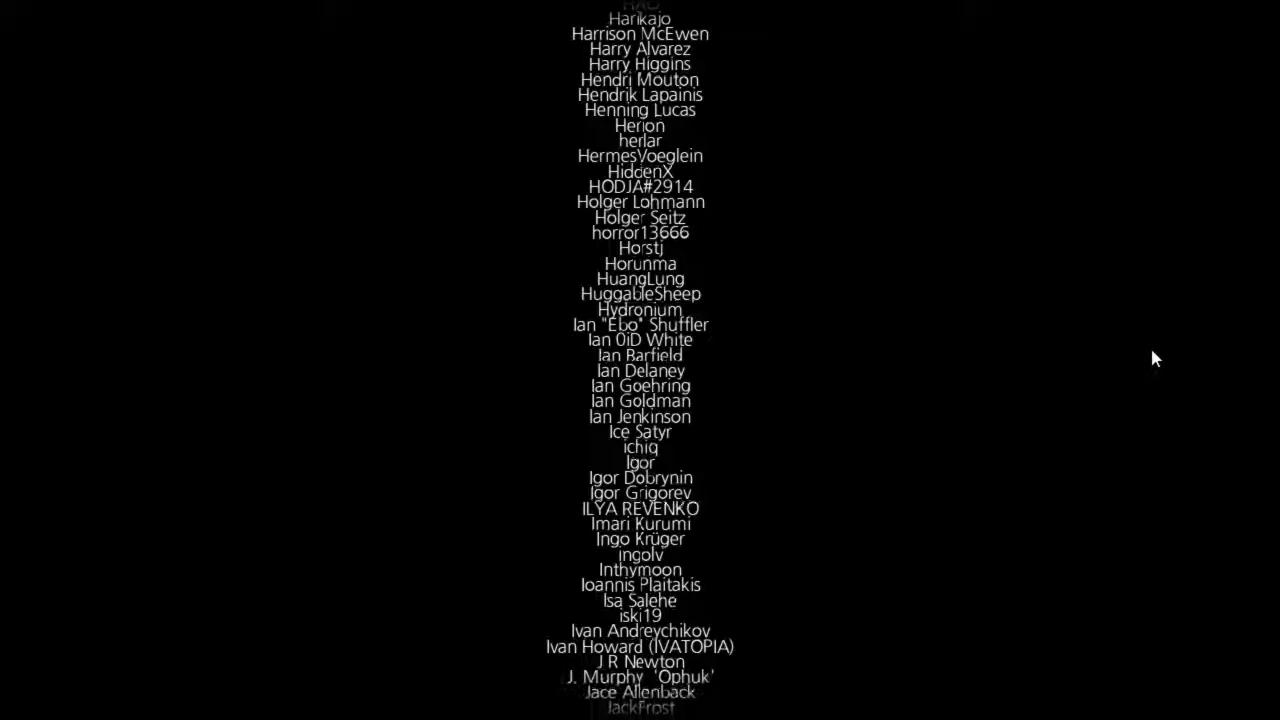 HAO
Harikajo
Harrison McEwen
Harry Alvarez
Harry Higgins
Hendri Mouton
Hendrik Lapainis
Henning Lucas
Herion
herlar
HermesVoeglein
HiddenX
HODJA#2914
Holger Lohmann
Holger Seitz
horror13666
Horstj
Horunma
HuangLung
HuggableSheep
Hydronium
Ian "Ebo" Shuffler
Ian 0iD White
Ian Barfield
Ian Delaney
Ian Goehring
Ian Goldman
Ian Jenkinson
Ice Satyr
ichiq
Igor
Igor Dobrynin
Igor Grigorev
ILYA REVENKO
Imari Kurumi
Ingo Krüger
ingolv
Inthymoon
Ioannis Plaitakis
Isa Salehe
iski19
Ivan Andreychikov
Ivan Howard (IVATOPIA)
J R Newton
J. Murphy  'Ophuk'
Jace Allenback
JackFrost